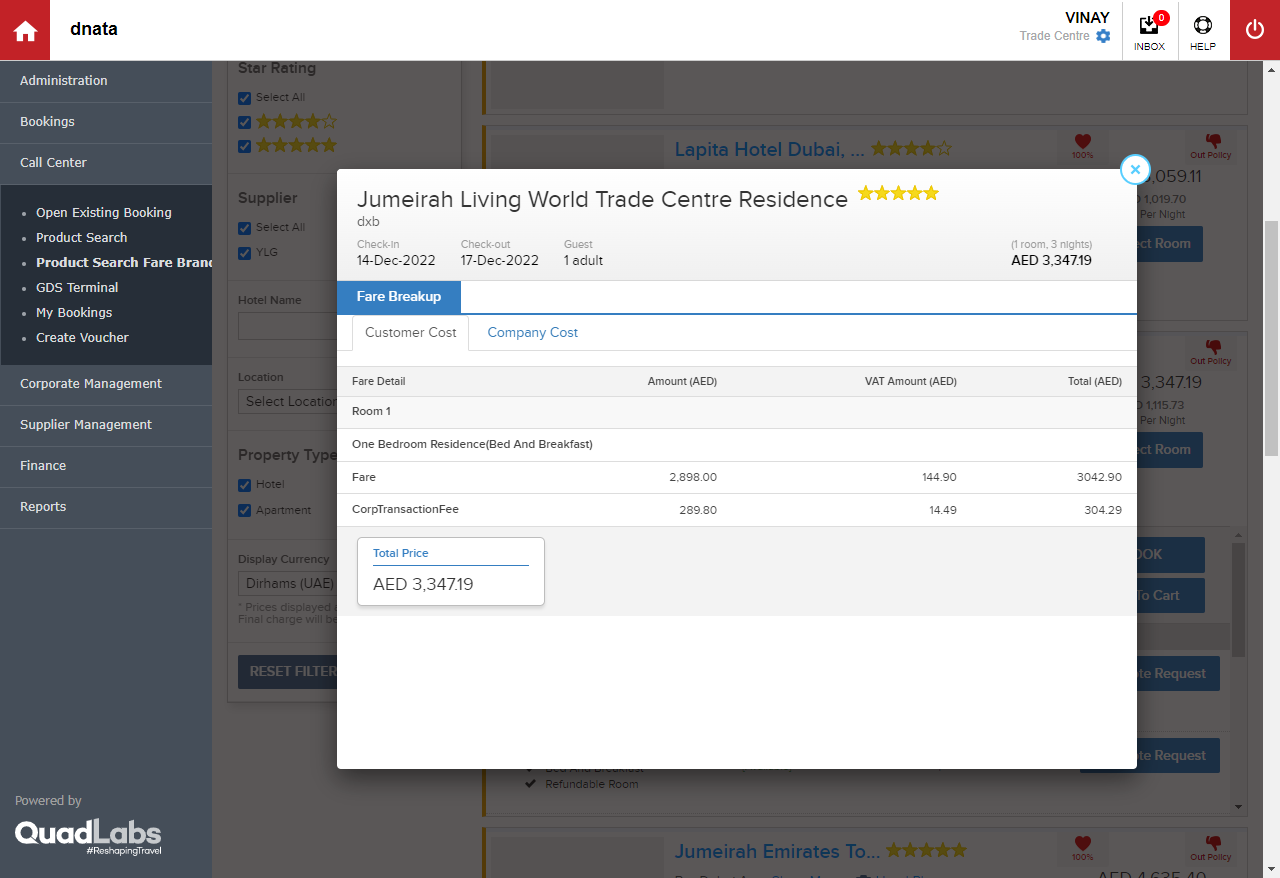 dnata
VINAY
Trade Centre
0
INBOX
HELP
Administration
Bookings
Call Center
Open Existing Booking
Product Search
Product Search Fare Brand
GDS Terminal
My Bookings
Create Voucher
Corporate Management
Supplier Management
Finance
Reports
Powered by
QuadLabs
#ReshapingTravel
Star Rating
Select All
Supplier
Select All
YLG
Hotel Name
Location
Select Location
Property Type
Hotel
Apartment
Display Currency
Dirhams (UAE)
* Prices displayed
Final charge will be
RESET FILTER
Lapita Hotel Dubai, ...
100%
Out Policy
,059.11
1,019.70
Per Night
ct Room
Jumeirah Living World Trade Centre Residence
dxb
Check-in Check-out Guest (1 room, 3 nights)
14-Dec-2022 17-Dec-2022 1 adult AED 3,347.19
Fare Breakup
Customer Cost Company Cost
Fare Detail Amount (AED) VAT Amount (AED) Total (AED)
Room 1
One Bedroom Residence(Bed And Breakfast)
Fare 2,898.00 144.90 3042.90
CorpTransactionFee 289.80 14.49 304.29
Total Price
AED 3,347.19
Out Policy
3,347.19
1,115.73
Per Night
ct Room
OOK
To Cart
te Request
te Request
Bed And Breakfast
Refundable Room
Jumeirah Emirates To...
100%
Out Policy
AED 4,635.40